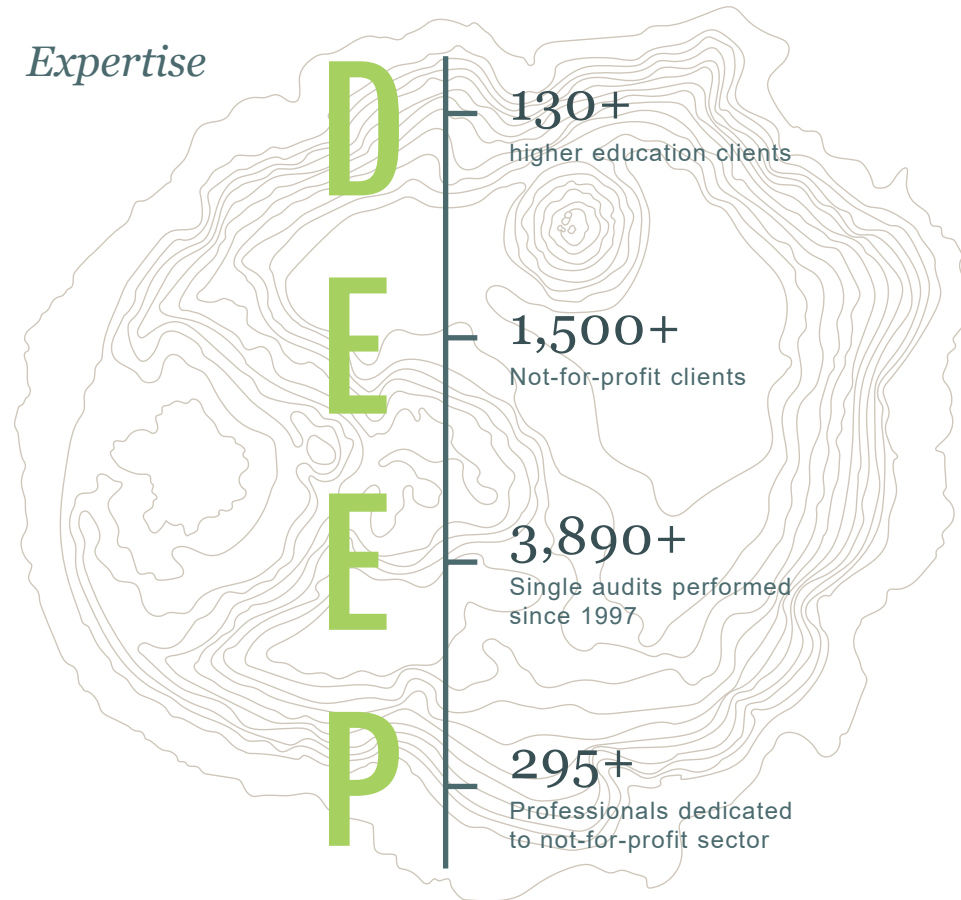 Expertise
DEEP
130+
higher education clients
1,500+
Not-for-profit clients
3,890+
Single audits performed
since 1997
295+
Professionals dedicated
to not-for-profit sector